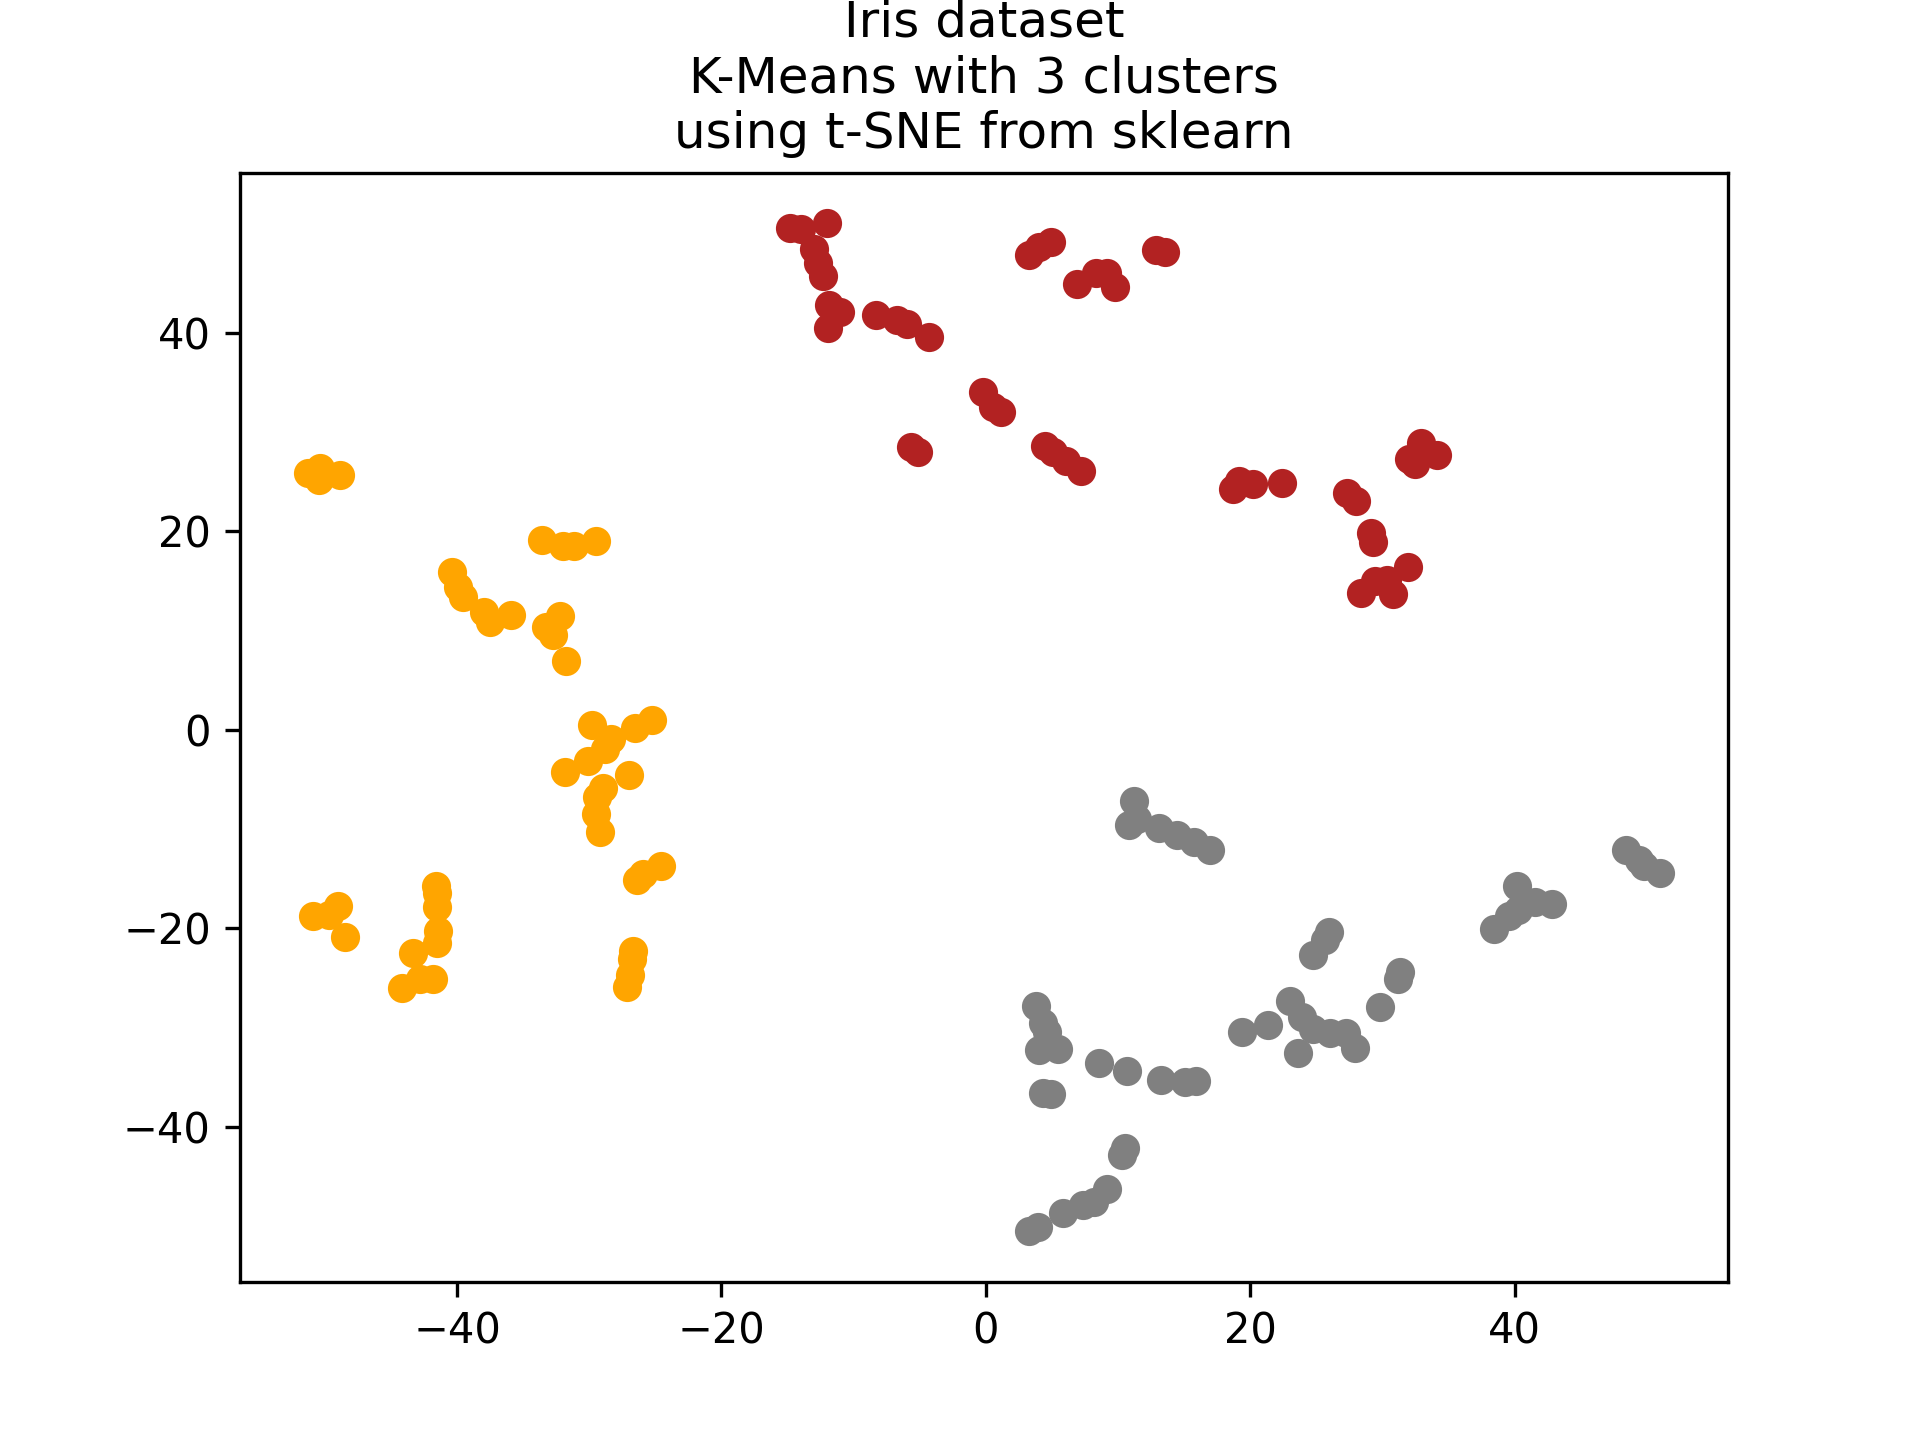 Iris dataset
K-Means with 3 clusters
using t-SNE from sklearn
40
20
0
−20
−40
−40 −20 0 20 40